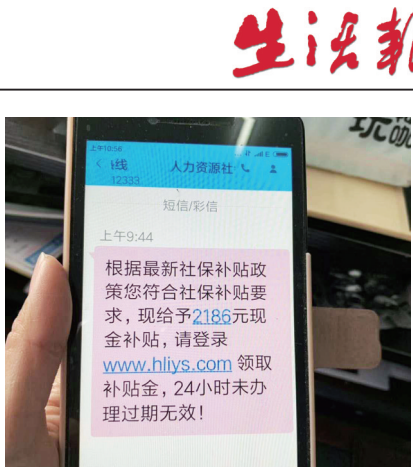 生活报
玩游
上午10:56
线
人力资源社
12333
短信/彩信
上午9:44
根据最新社保补贴政
策您符合社保补贴要
求，现给予2186元现
金补贴，请登录
www.hliys.com 领取
补贴金，24小时未办
理过期无效！